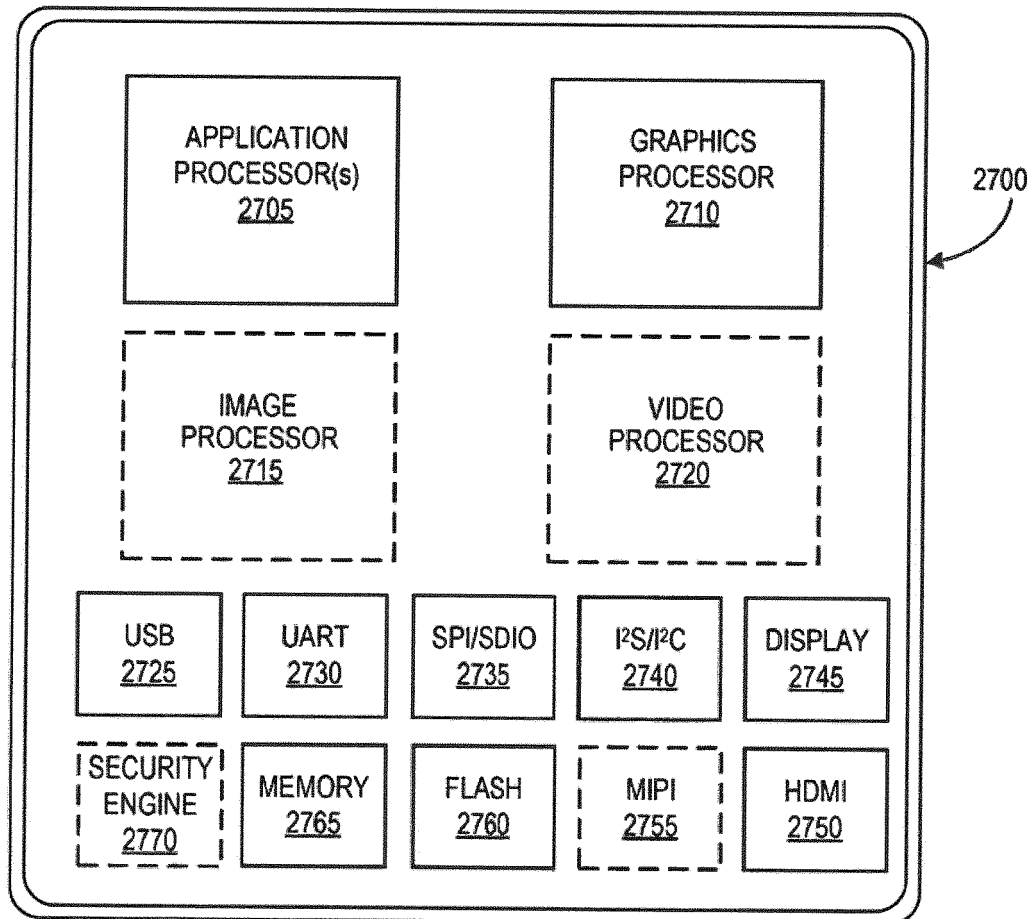 APPLICATION
PROCESSOR(s)
2705
GRAPHICS
PROCESSOR
2710
2700
IMAGE
PROCESSOR
2715
VIDEO
PROCESSOR
2720
USB
2725
UART
2730
SPI/SDIO
2735
I²S/I²C
2740
DISPLAY
2745
SECURITY
ENGINE
2770
MEMORY
2765
FLASH
2760
MIPI
2755
HDMI
2750